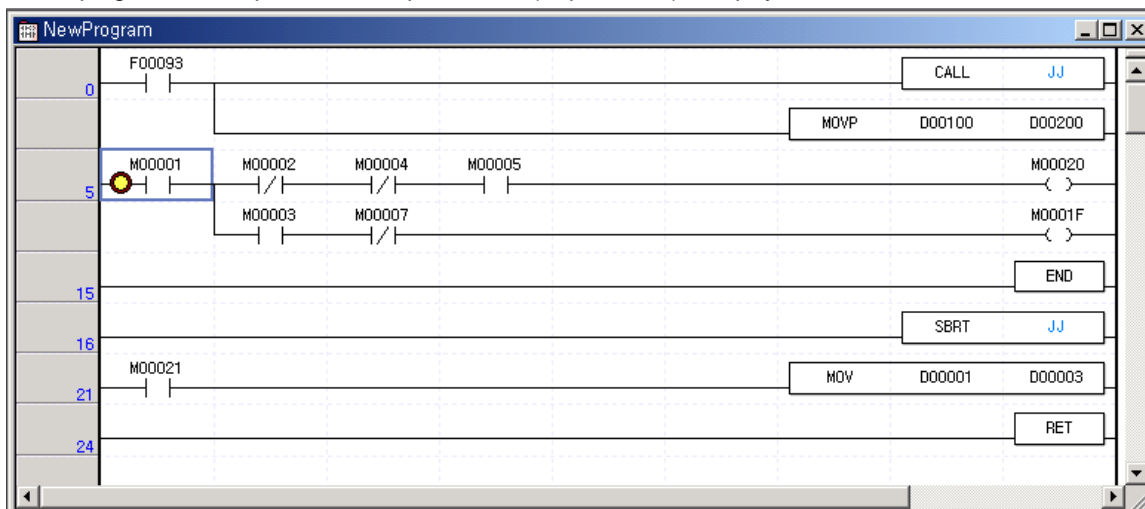 NewProgram
F00093
0 CALL JJ
MOVP D00100 D00200
M00001 M00002 M00004 M00005 M00020
5
M00003 M00007 M0001F
END
15
SBRT JJ
16
M00021
21 MOV D00001 D00003
RET
24